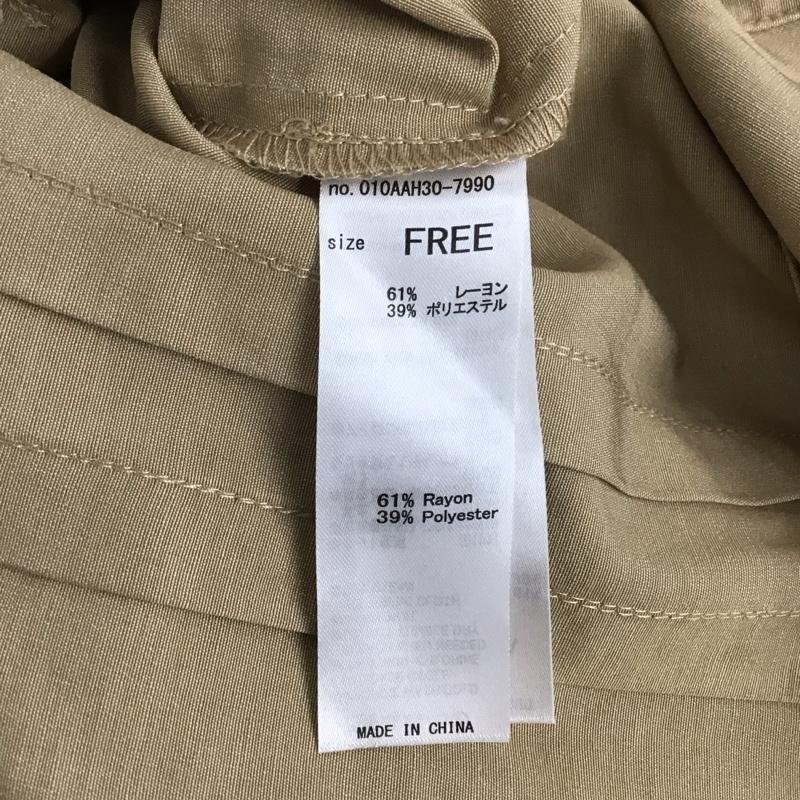 no. 010AAH30-7990
size FREE
61% レーヨン
39% ポリエステル
61% Rayon
39% Polyester
MADE IN CHINA